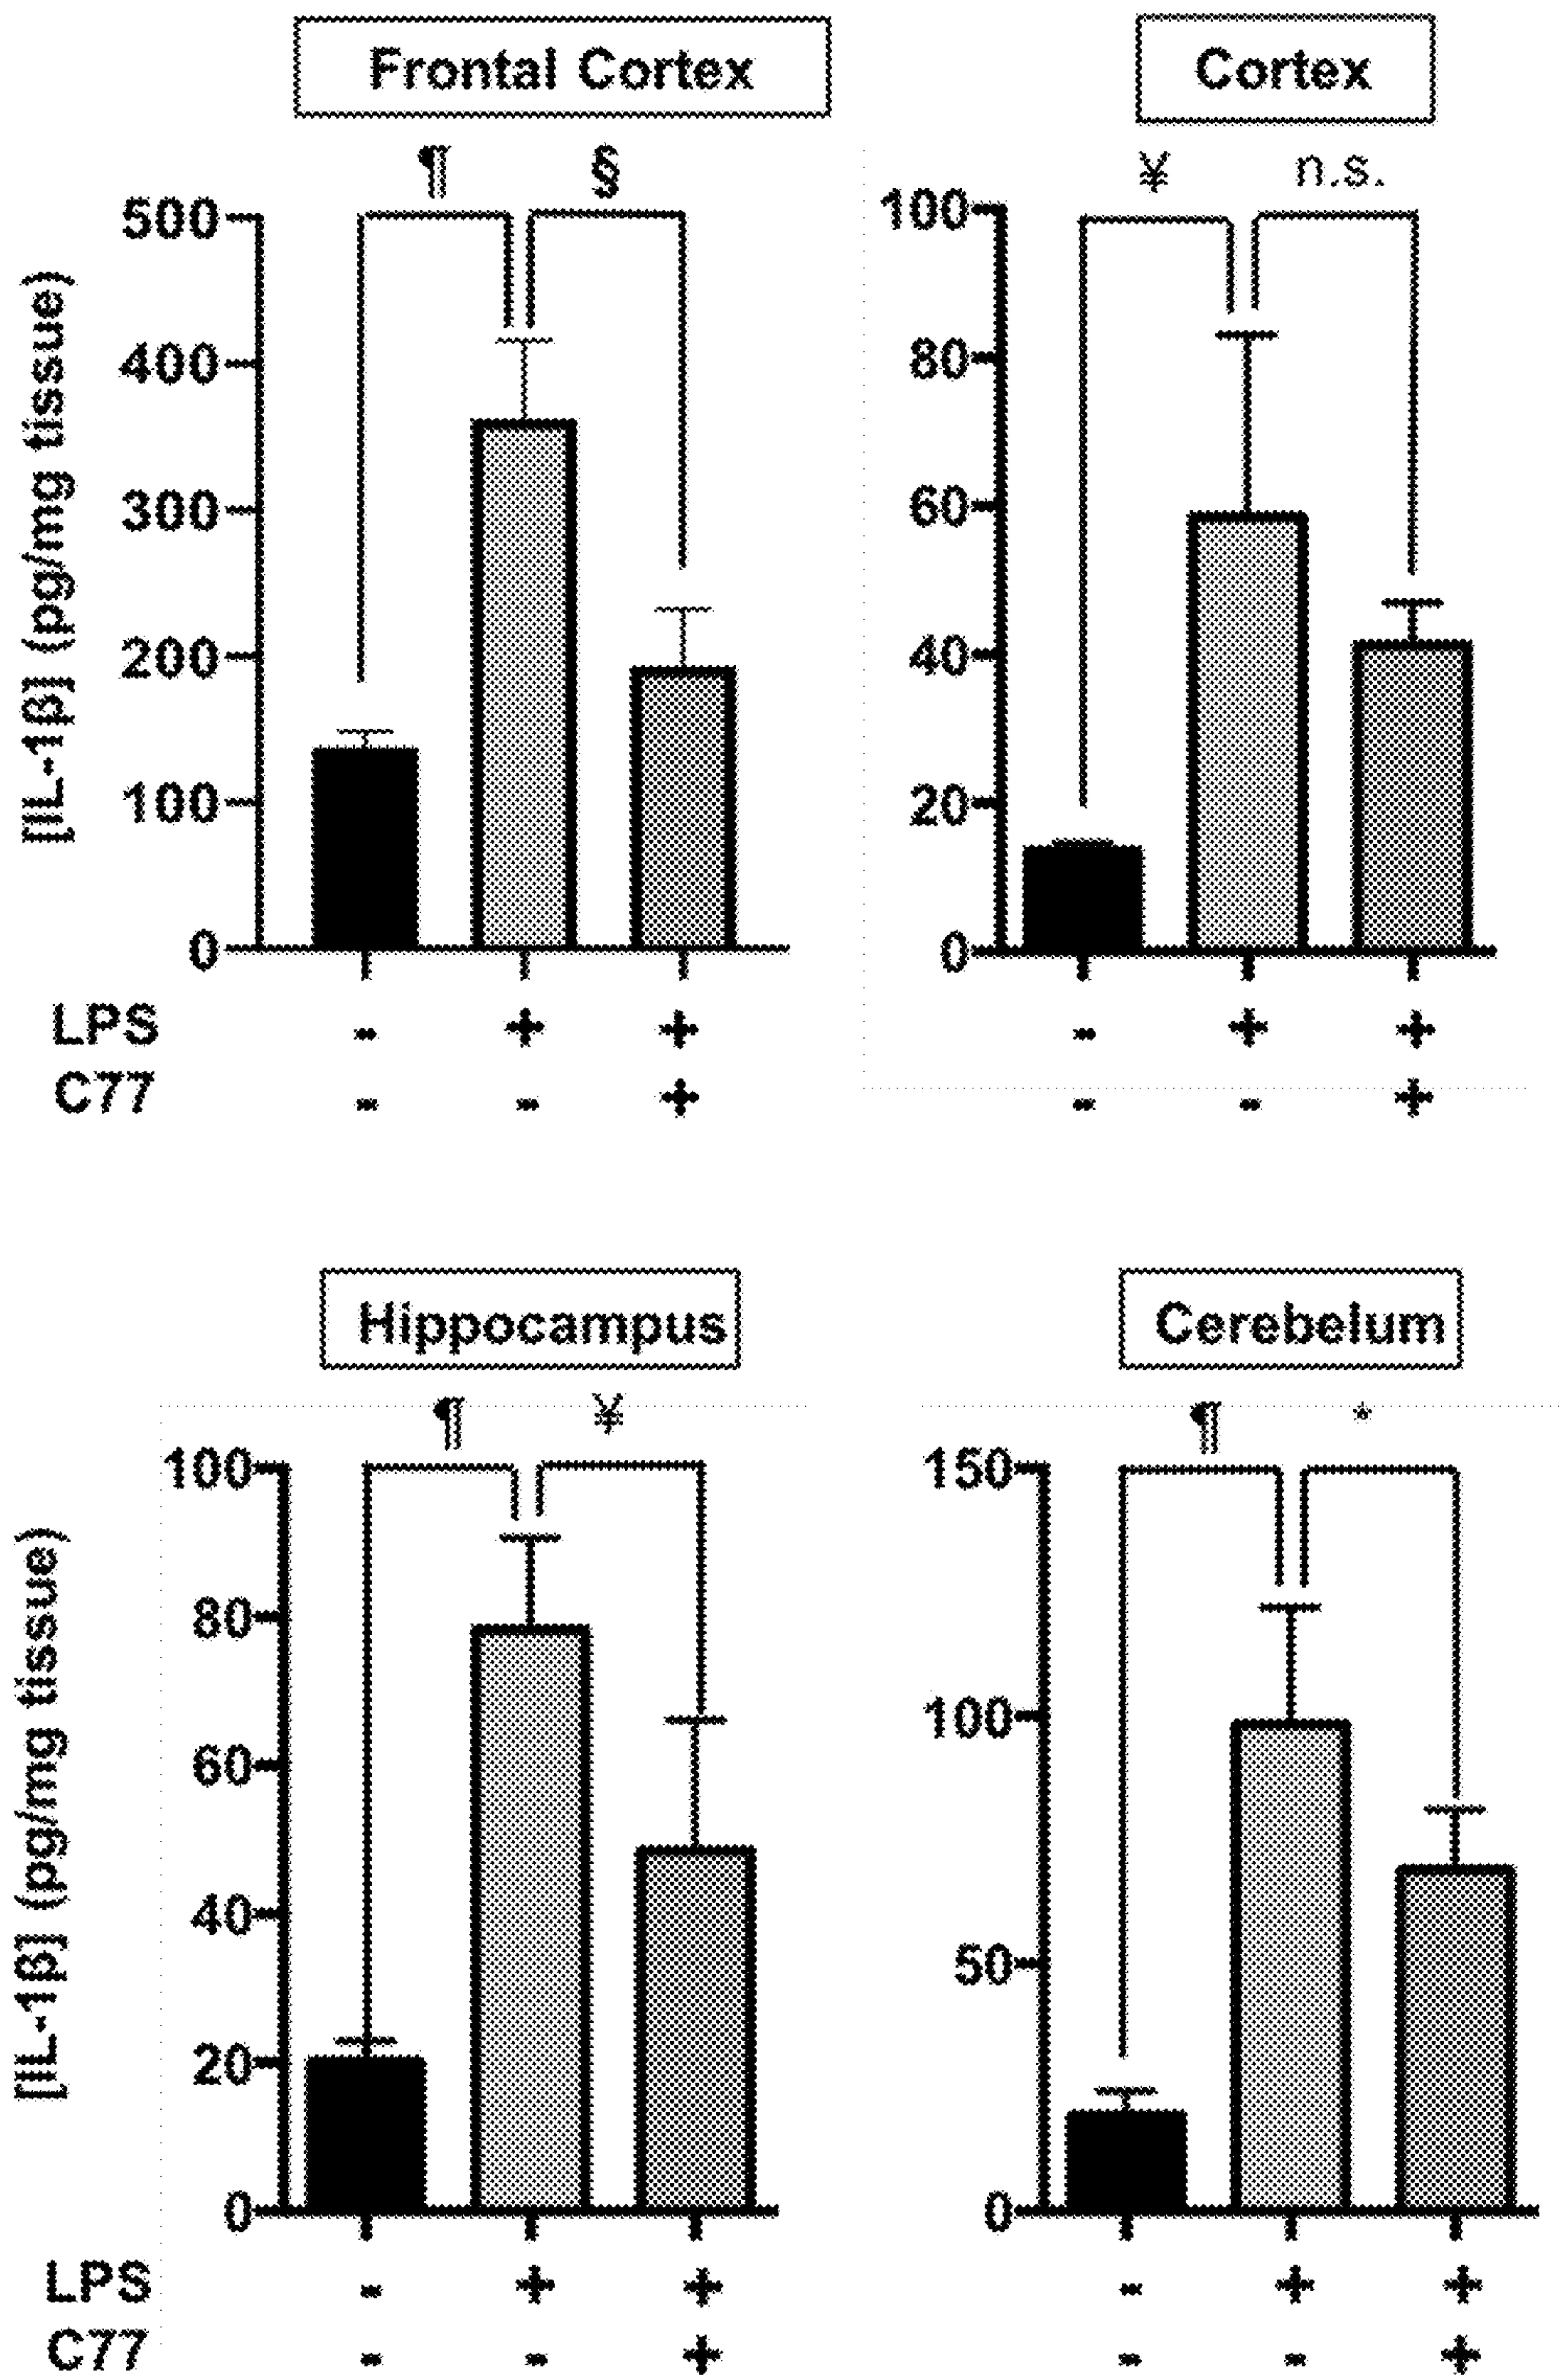 Frontal Cortex
Cortex
¶ §
¥ n.s.
[IL-1β] (pg/mg tissue)
500
400
300
200
100
0
100
80
60
40
20
0
LPS - + + - + +
C77 - - + - - +
Hippocampus
Cerebelum
¶ ¥
¶ *
[IL-1β] (pg/mg tissue)
100
80
60
40
20
0
150
100
50
0
LPS - + + - + +
C77 - - + - - +